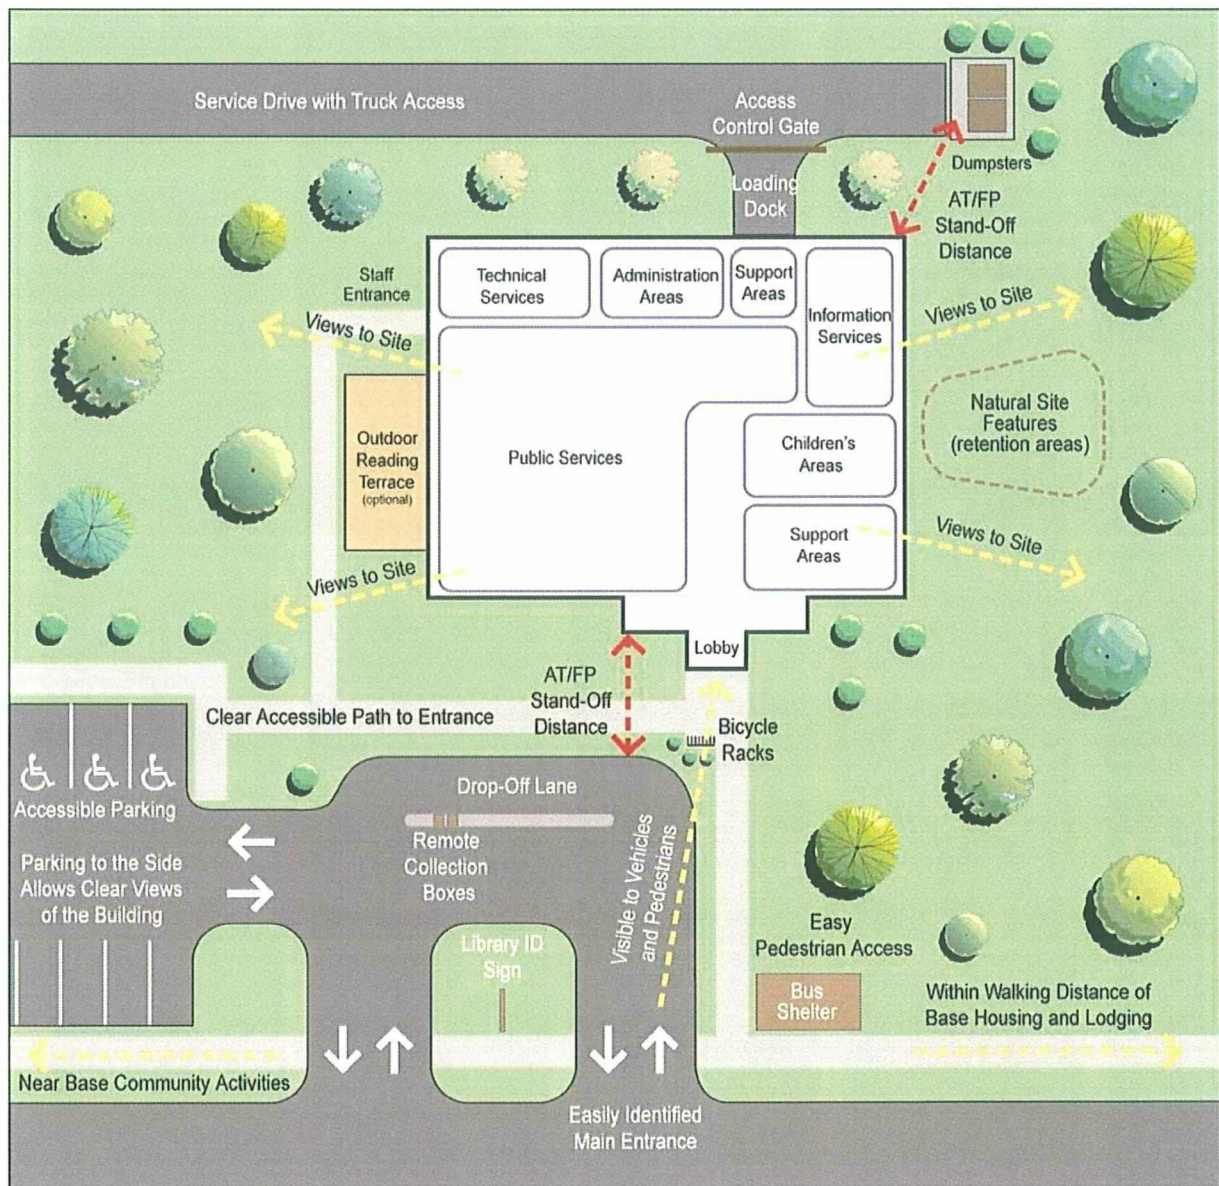 Service Drive with Truck Access
Access
Control Gate
Dumpsters
Loading
Dock
AT/FP
Stand-Off
Distance
Staff
Entrance
Technical
Services
Administration
Areas
Support
Areas
Information
Services
Views to Site
Views to Site
Natural Site
Features
(retention areas)
Outdoor
Reading
Terrace
(optional)
Public Services
Children's
Areas
Support
Areas
Views to Site
Views to Site
Lobby
AT/FP
Stand-Off
Distance
Clear Accessible Path to Entrance
Bicycle
Racks
Accessible Parking
Drop-Off Lane
Remote
Collection
Boxes
Parking to the Side
Allows Clear Views
of the Building
Visible to Vehicles
and Pedestrians
Library ID
Sign
Easy
Pedestrian Access
Bus
Shelter
Within Walking Distance of
Base Housing and Lodging
Near Base Community Activities
Easily Identified
Main Entrance